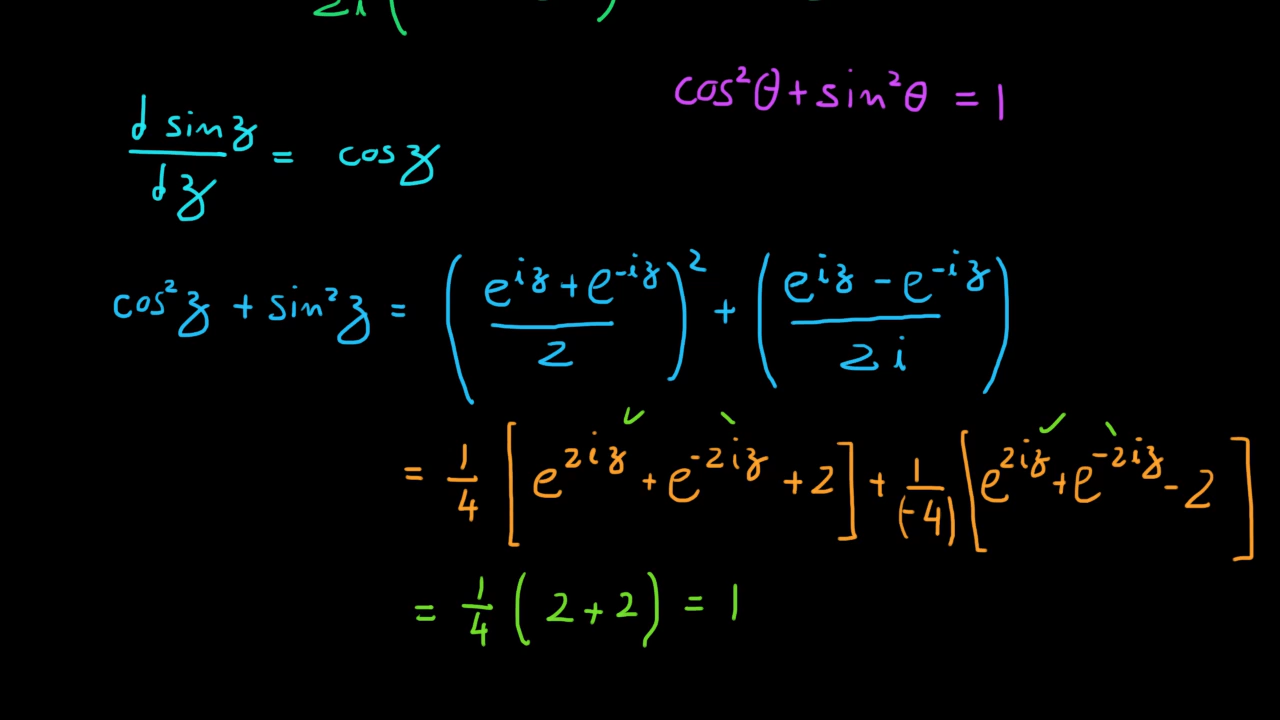 2i (
cos²θ + sin²θ = 1
d sin z / dz = cos z
cos²z + sin²z = ( (e^{iz} + e^{-iz}) / 2 )² + ( (e^{iz} - e^{-iz}) / 2i )
= 1/4 [ e^{2iz} + e^{-2iz} + 2 ] + 1/(-4) [ e^{2iz} + e^{-2iz} - 2 ]
= 1/4 ( 2 + 2 ) = 1